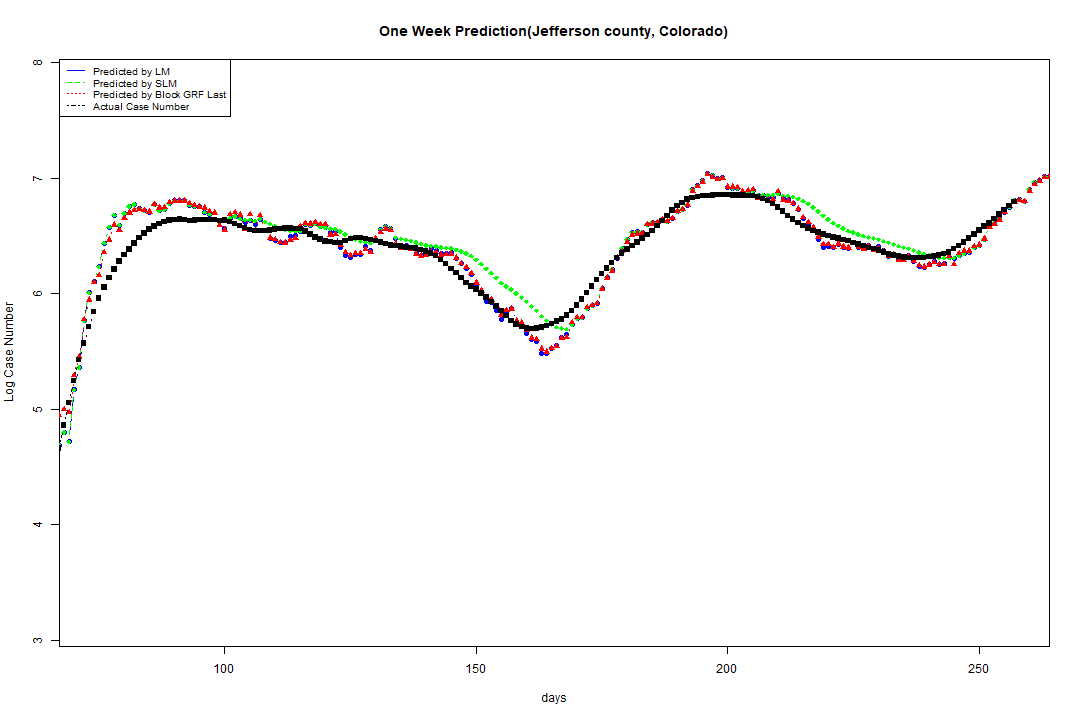 One Week Prediction(Jefferson county, Colorado)
Predicted by LM
Predicted by SLM
Predicted by Block GRF Last
Actual Case Number
8
7
6
5
4
3
Log Case Number
100 150 200 250
days